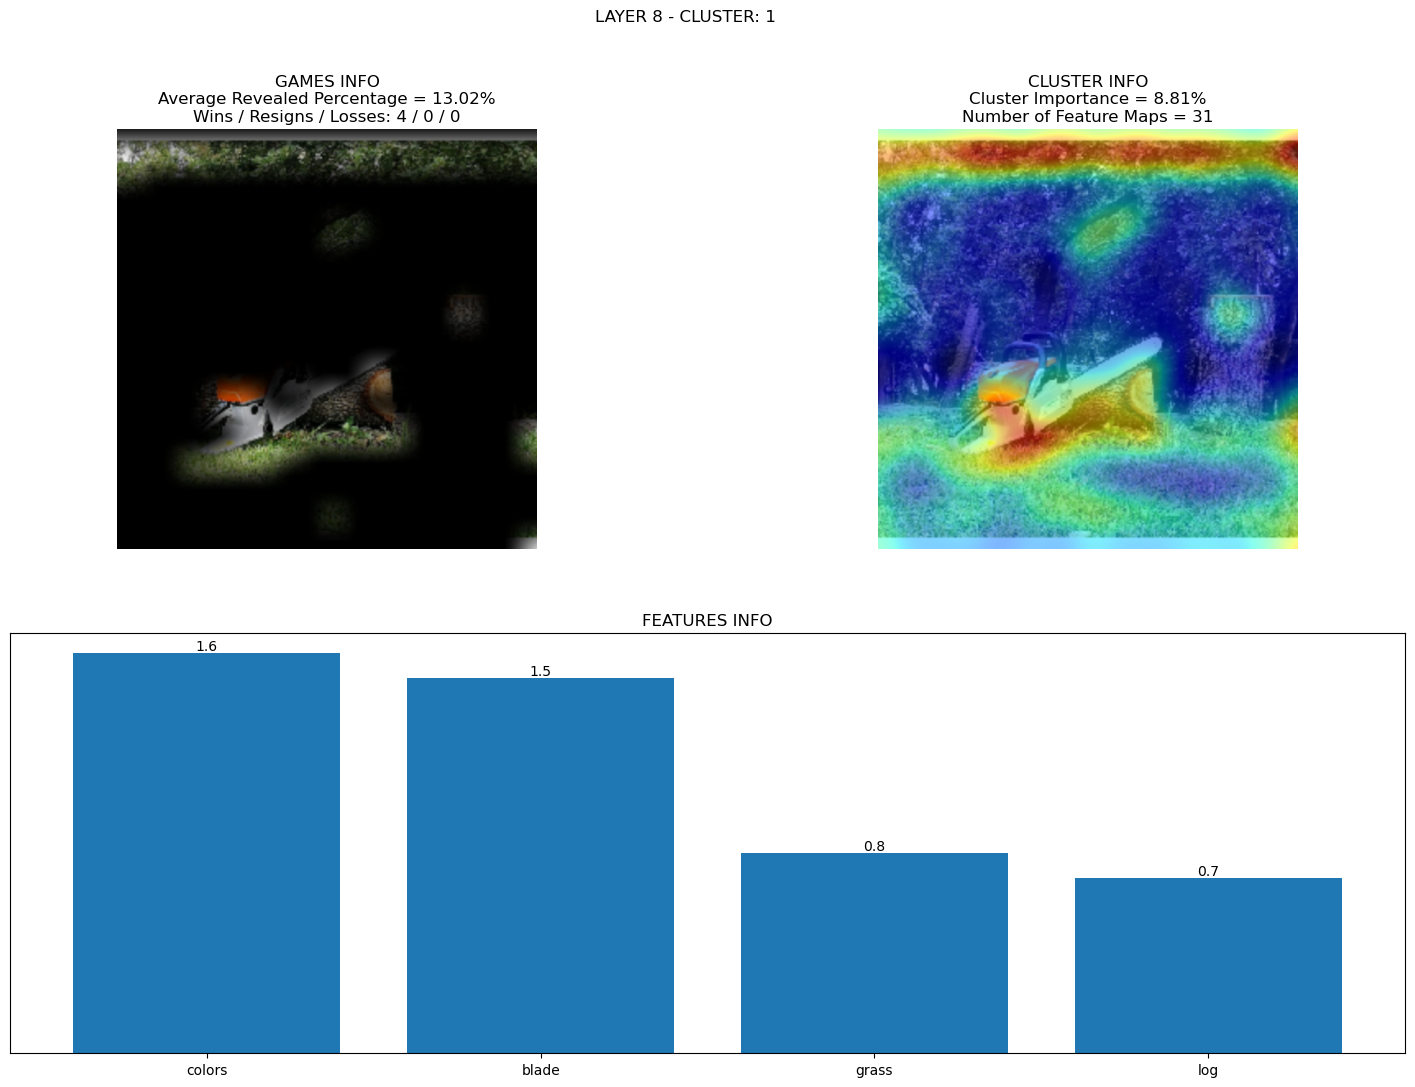 LAYER 8 - CLUSTER: 1
GAMES INFO
Average Revealed Percentage = 13.02%
Wins / Resigns / Losses: 4 / 0 / 0
CLUSTER INFO
Cluster Importance = 8.81%
Number of Feature Maps = 31
FEATURES INFO
1.6
1.5
0.8
0.7
colors
blade
grass
log